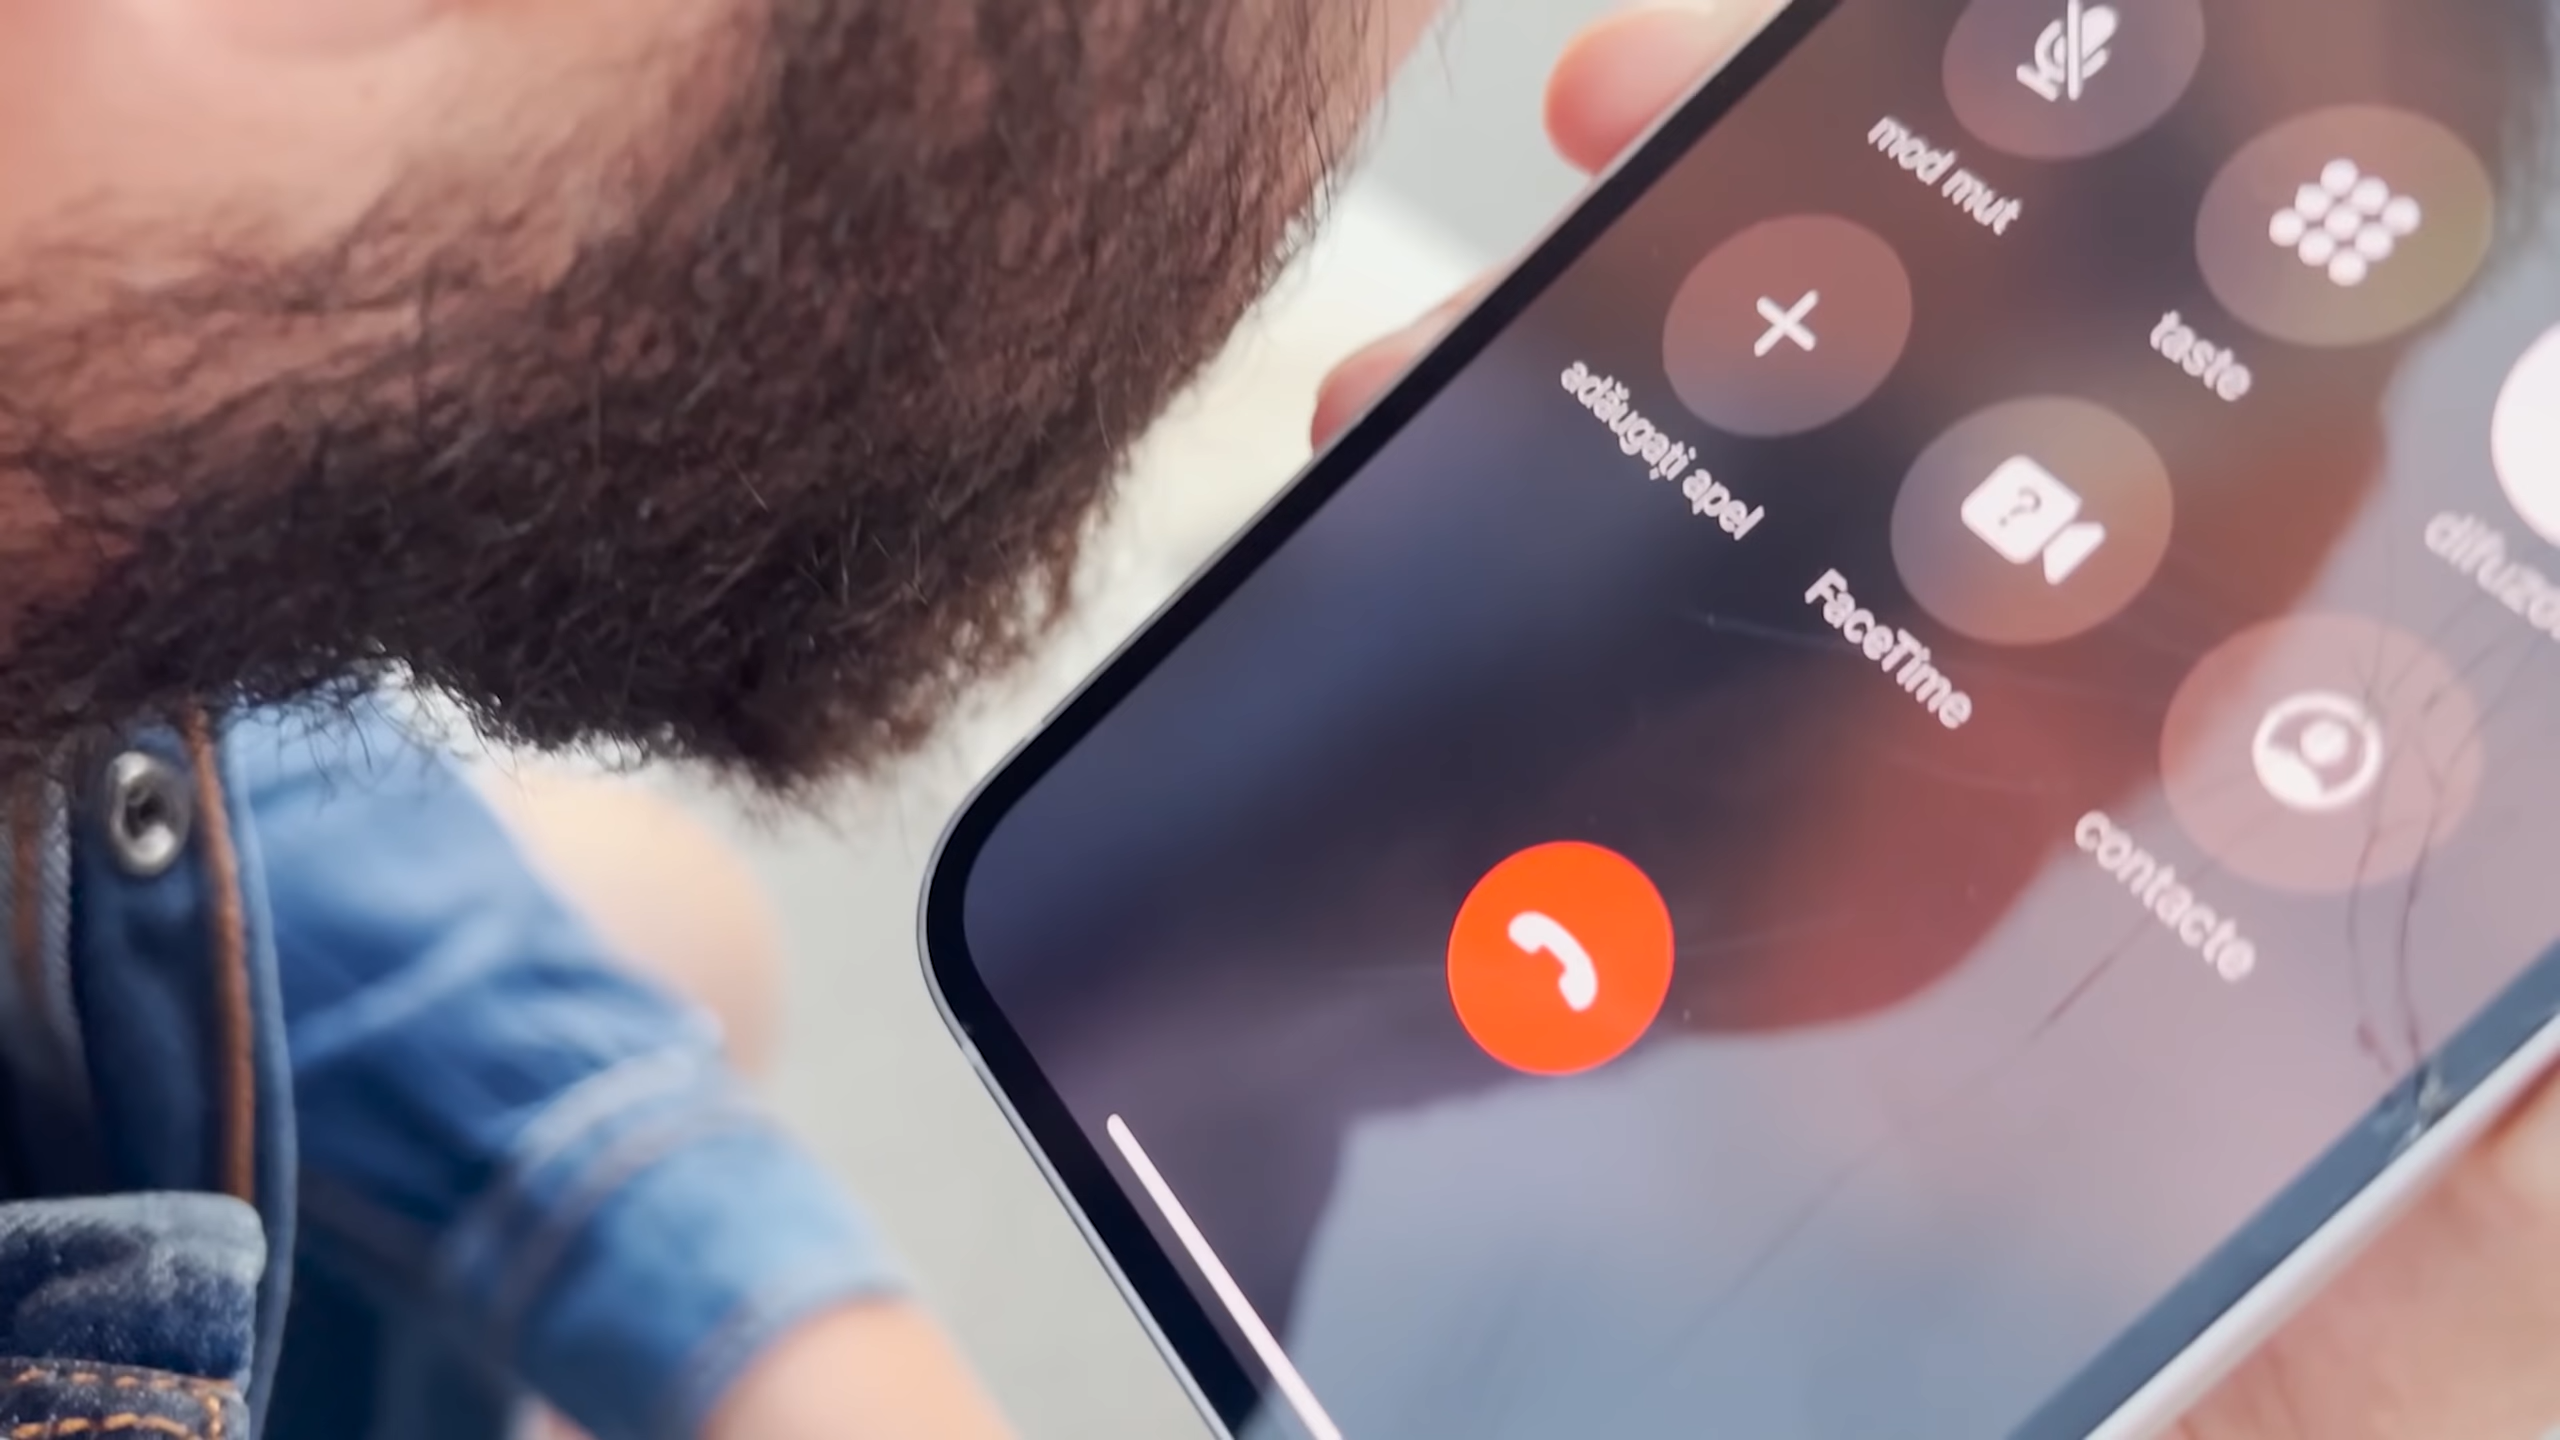 mod mut
taste
adăugați apel
FaceTime
contacte